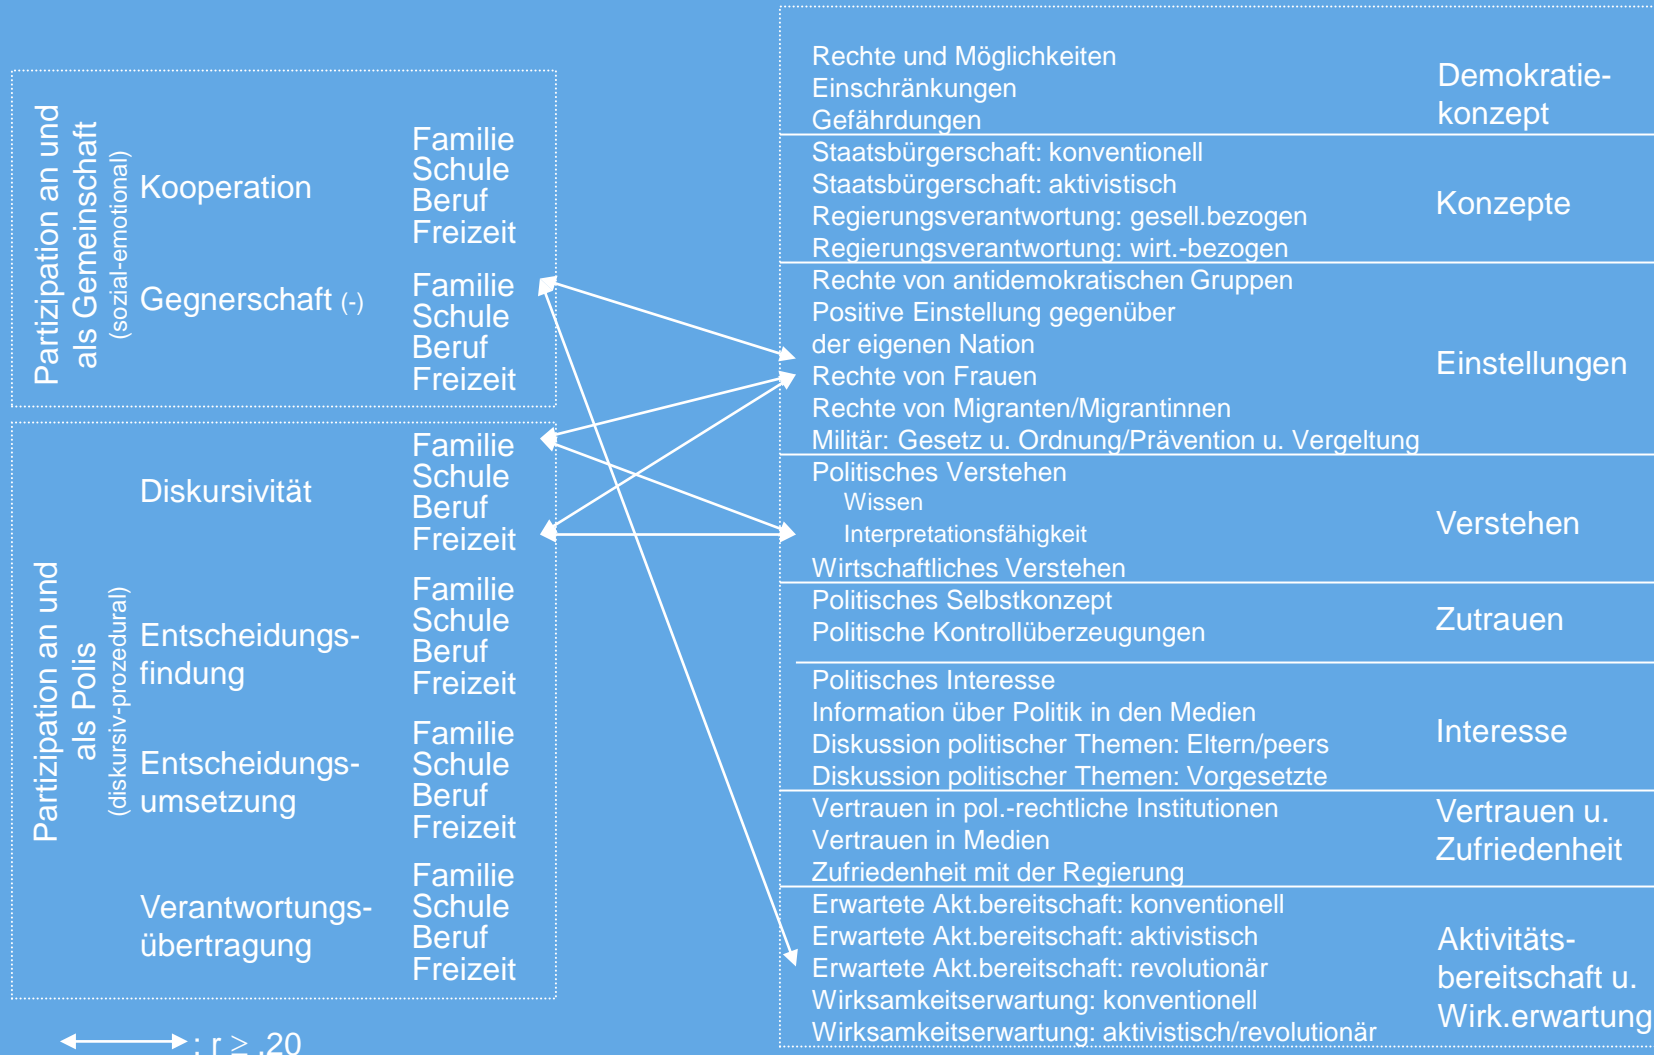 Partizipation an und
als Gemeinschaft
(sozial-emotional)
Kooperation
Familie
Schule
Beruf
Freizeit
Gegnerschaft (-)
Familie
Schule
Beruf
Freizeit
Partizipation an und
als Polis
(diskursiv-prozedural)
Diskursivität
Familie
Schule
Beruf
Freizeit
Entscheidungs-
findung
Familie
Schule
Beruf
Freizeit
Entscheidungs-
umsetzung
Familie
Schule
Beruf
Freizeit
Verantwortungs-
übertragung
Familie
Schule
Beruf
Freizeit
: r ≥ .20
Rechte und Möglichkeiten
Einschränkungen
Gefährdungen
Demokratie-
konzept
Staatsbürgerschaft: konventionell
Staatsbürgerschaft: aktivistisch
Regierungsverantwortung: gesell.bezogen
Regierungsverantwortung: wirt.-bezogen
Konzepte
Rechte von antidemokratischen Gruppen
Positive Einstellung gegenüber
der eigenen Nation
Rechte von Frauen
Rechte von Migranten/Migrantinnen
Militär: Gesetz u. Ordnung/Prävention u. Vergeltung
Einstellungen
Politisches Verstehen
Wissen
Interpretationsfähigkeit
Wirtschaftliches Verstehen
Verstehen
Politisches Selbstkonzept
Politische Kontrollüberzeugungen
Zutrauen
Politisches Interesse
Information über Politik in den Medien
Diskussion politischer Themen: Eltern/peers
Diskussion politischer Themen: Vorgesetzte
Interesse
Vertrauen in pol.-rechtliche Institutionen
Vertrauen in Medien
Zufriedenheit mit der Regierung
Vertrauen u.
Zufriedenheit
Erwartete Akt.bereitschaft: konventionell
Erwartete Akt.bereitschaft: aktivistisch
Erwartete Akt.bereitschaft: revolutionär
Wirksamkeitserwartung: konventionell
Wirksamkeitserwartung: aktivistisch/revolutionär
Aktivitäts-
bereitschaft u.
Wirk.erwartung